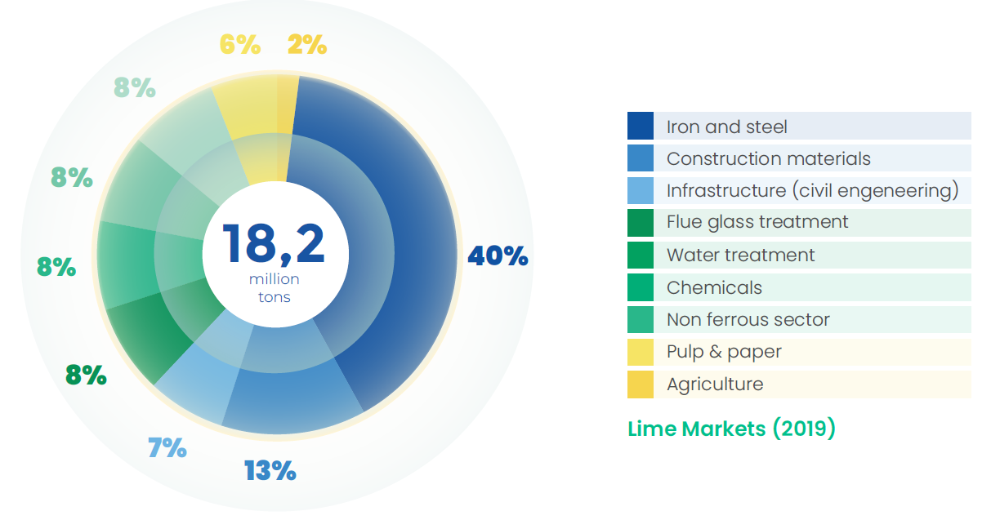 6% 2%
8%
8%
8%
8%
7%
13%
40%
18,2
million
tons
Iron and steel
Construction materials
Infrastructure (civil engeneering)
Flue glass treatment
Water treatment
Chemicals
Non ferrous sector
Pulp & paper
Agriculture
Lime Markets (2019)